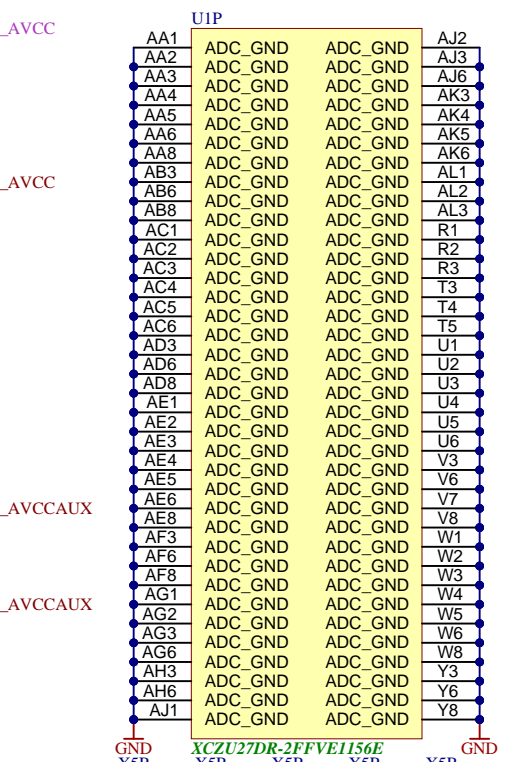 U1P
_AVCC
AA1 ADC_GND ADC_GND AJ2
AA2 ADC_GND ADC_GND AJ3
AA3 ADC_GND ADC_GND AJ6
AA4 ADC_GND ADC_GND AK3
AA5 ADC_GND ADC_GND AK4
AA6 ADC_GND ADC_GND AK5
AA8 ADC_GND ADC_GND AK6
_AVCC
AB3 ADC_GND ADC_GND AL1
AB6 ADC_GND ADC_GND AL2
AB8 ADC_GND ADC_GND AL3
AC1 ADC_GND ADC_GND R1
AC2 ADC_GND ADC_GND R2
AC3 ADC_GND ADC_GND R3
AC4 ADC_GND ADC_GND T3
AC5 ADC_GND ADC_GND T4
AC6 ADC_GND ADC_GND T5
AD3 ADC_GND ADC_GND U1
AD6 ADC_GND ADC_GND U2
AD8 ADC_GND ADC_GND U3
AE1 ADC_GND ADC_GND U4
AE2 ADC_GND ADC_GND U5
AE3 ADC_GND ADC_GND U6
AE4 ADC_GND ADC_GND V3
AE5 ADC_GND ADC_GND V6
AE6 ADC_GND ADC_GND V7
_AVCCAUX
AE8 ADC_GND ADC_GND V8
AF3 ADC_GND ADC_GND W1
AF6 ADC_GND ADC_GND W2
AF8 ADC_GND ADC_GND W3
AG1 ADC_GND ADC_GND W4
_AVCCAUX
AG2 ADC_GND ADC_GND W5
AG3 ADC_GND ADC_GND W6
AG6 ADC_GND ADC_GND W8
AH3 ADC_GND ADC_GND Y3
AH6 ADC_GND ADC_GND Y6
AJ1 ADC_GND ADC_GND Y8
GND XCZU27DR-2FFVE1156E GND